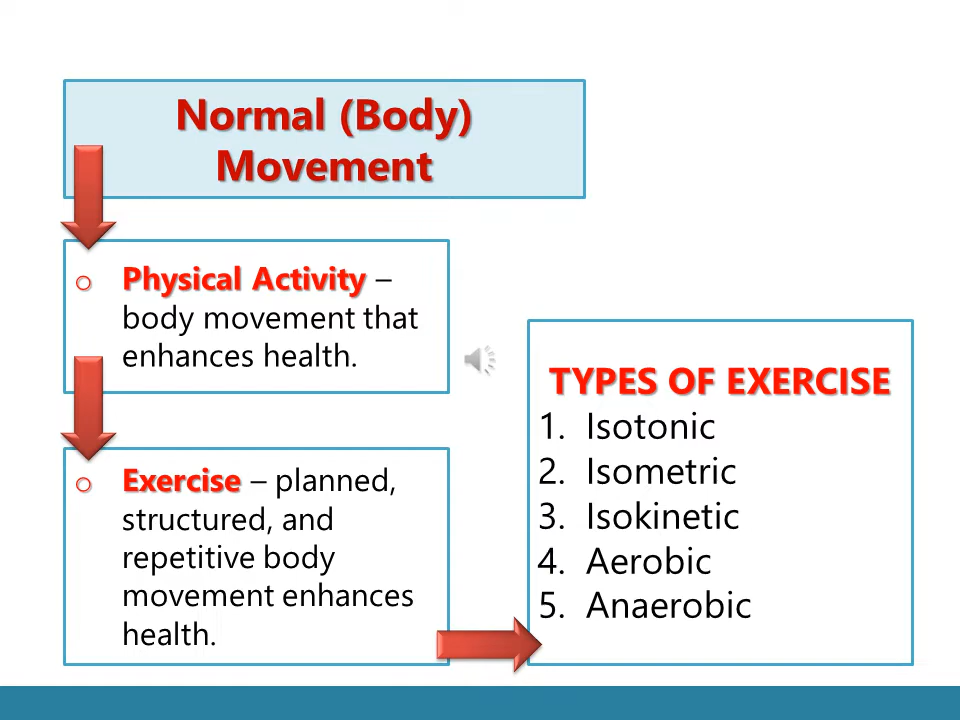 Normal (Body)
Movement
o Physical Activity –
body movement that
enhances health.
o Exercise – planned,
structured, and
repetitive body
movement enhances
health.
TYPES OF EXERCISE
1. Isotonic
2. Isometric
3. Isokinetic
4. Aerobic
5. Anaerobic